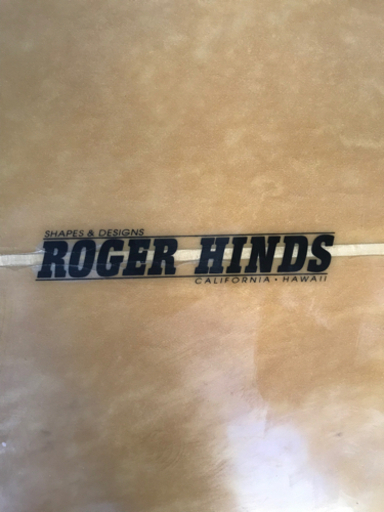 SHAPES & DESIGNS
ROGER HINDS
CALIFORNIA • HAWAII